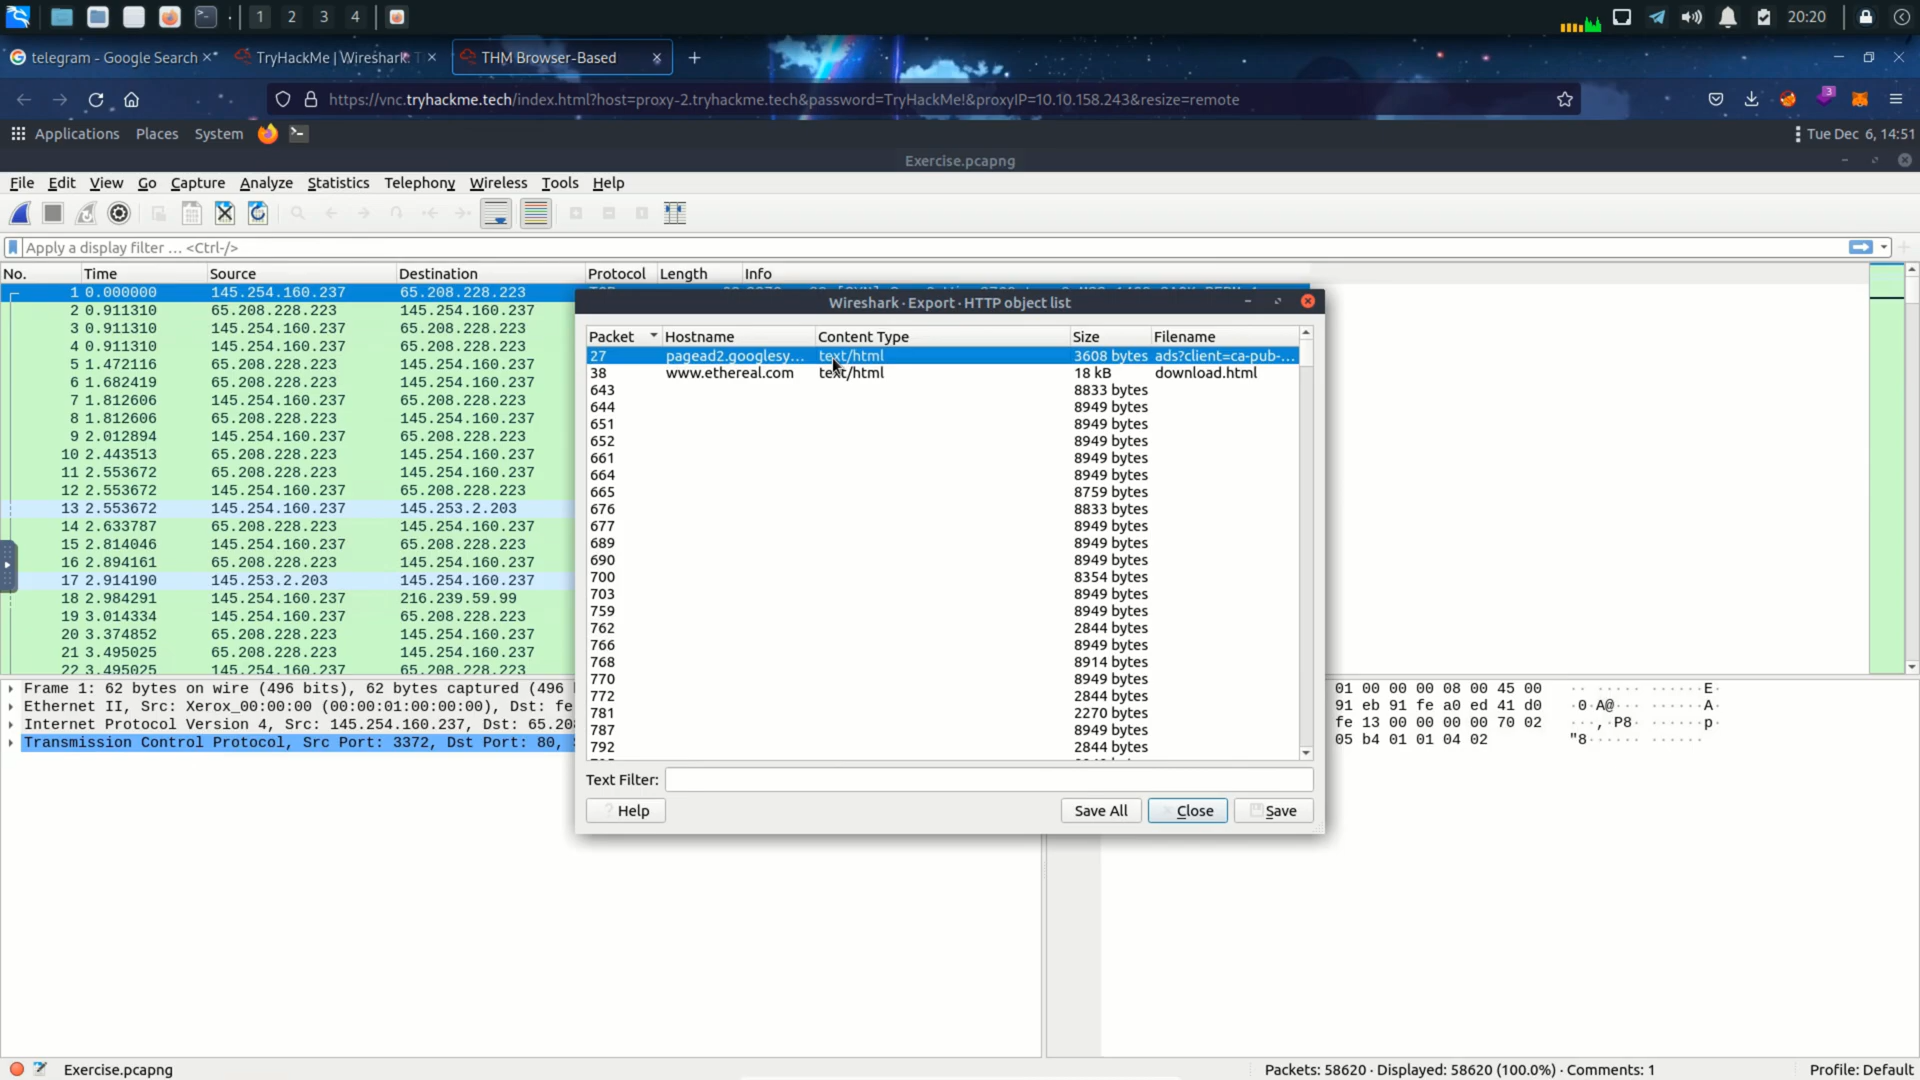 1 2 3 4 20:20
telegram - Google Search × TryHackMe | Wireshark: T × THM Browser-Based × +
https://vnc.tryhackme.tech/index.html?host=proxy-2.tryhackme.tech&password=TryHackMe!&proxyIP=10.10.158.243&resize=remote 3
Applications Places System Tue Dec 6, 14:51
Exercise.pcapng
File Edit View Go Capture Analyze Statistics Telephony Wireless Tools Help
Apply a display filter … <Ctrl-/>
No. Time Source Destination Protocol Length Info
1 0.000000 145.254.160.237 65.208.228.223
2 0.911310 65.208.228.223 145.254.160.237
3 0.911310 145.254.160.237 65.208.228.223
4 0.911310 145.254.160.237 65.208.228.223
5 1.472116 65.208.228.223 145.254.160.237
6 1.682419 65.208.228.223 145.254.160.237
7 1.812606 145.254.160.237 65.208.228.223
8 1.812606 65.208.228.223 145.254.160.237
9 2.012894 145.254.160.237 65.208.228.223
10 2.443513 65.208.228.223 145.254.160.237
11 2.553672 65.208.228.223 145.254.160.237
12 2.553672 145.254.160.237 65.208.228.223
13 2.553672 145.254.160.237 145.253.2.203
14 2.633787 65.208.228.223 145.254.160.237
15 2.814046 145.254.160.237 65.208.228.223
16 2.894161 65.208.228.223 145.254.160.237
17 2.914190 145.253.2.203 145.254.160.237
18 2.984291 145.254.160.237 216.239.59.99
19 3.014334 145.254.160.237 65.208.228.223
20 3.374852 65.208.228.223 145.254.160.237
21 3.495025 65.208.228.223 145.254.160.237
22 3.495025 145.254.160.237 65.208.228.223
Wireshark · Export · HTTP object list
Packet Hostname Content Type Size Filename
27 pagead2.googlesy... text/html 3608 bytes ads?client=ca-pub-...
38 www.ethereal.com text/html 18 kB download.html
643 8833 bytes
644 8949 bytes
651 8949 bytes
652 8949 bytes
661 8949 bytes
664 8949 bytes
665 8759 bytes
676 8833 bytes
677 8949 bytes
689 8949 bytes
690 8949 bytes
700 8354 bytes
703 8949 bytes
759 8949 bytes
762 2844 bytes
766 8949 bytes
768 8914 bytes
770 8949 bytes
772 2844 bytes
781 2270 bytes
787 8949 bytes
792 2844 bytes
Text Filter:
Help Save All Close Save
Frame 1: 62 bytes on wire (496 bits), 62 bytes captured (496
Ethernet II, Src: Xerox_00:00:00 (00:00:01:00:00:00), Dst: fe
Internet Protocol Version 4, Src: 145.254.160.237, Dst: 65.20
Transmission Control Protocol, Src Port: 3372, Dst Port: 80,
01 00 00 00 08 00 45 00 ·· ····· ······E·
91 eb 91 fe a0 ed 41 d0 ·0·A@··· ······A·
fe 13 00 00 00 00 70 02 ···,·P8· ······p·
05 b4 01 01 04 02 "8······ ······
Exercise.pcapng Packets: 58620 · Displayed: 58620 (100.0%) · Comments: 1 Profile: Default